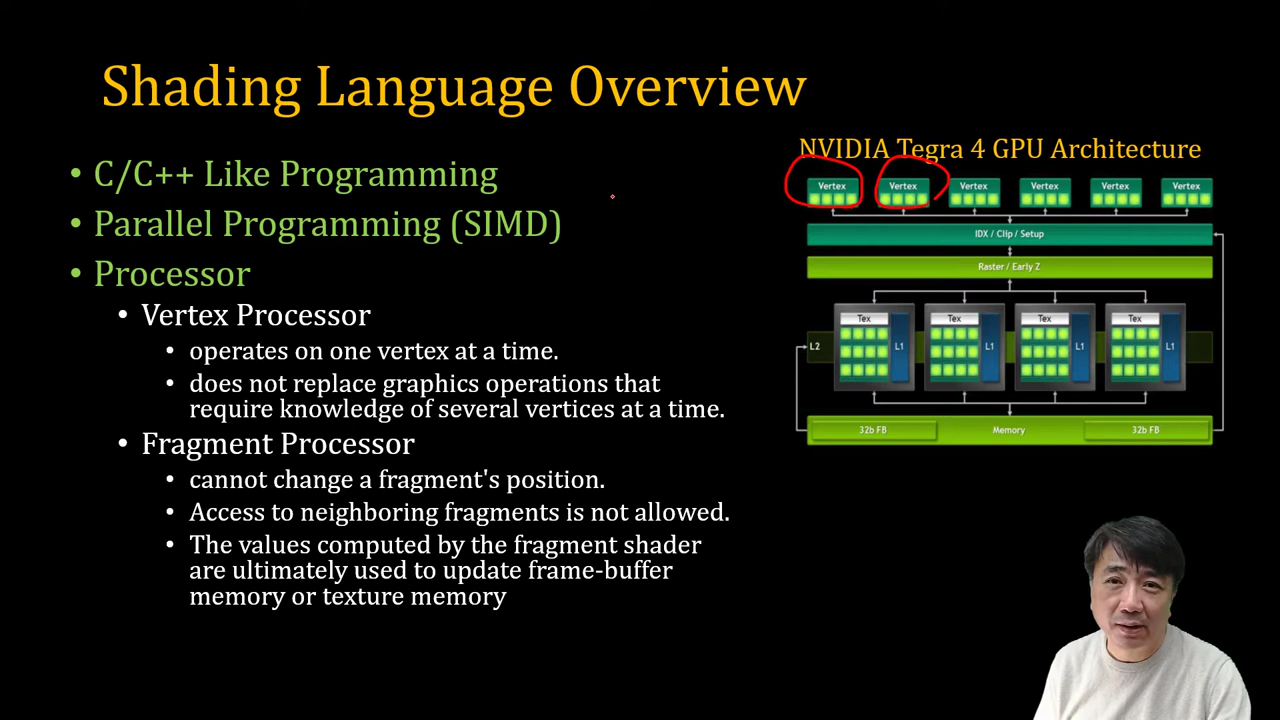 Shading Language Overview
• C/C++ Like Programming
• Parallel Programming (SIMD)
• Processor
• Vertex Processor
• operates on one vertex at a time.
• does not replace graphics operations that
require knowledge of several vertices at a time.
• Fragment Processor
• cannot change a fragment's position.
• Access to neighboring fragments is not allowed.
• The values computed by the fragment shader
are ultimately used to update frame-buffer
memory or texture memory
NVIDIA Tegra 4 GPU Architecture
Vertex Vertex Vertex Vertex Vertex Vertex
IDX / Clip / Setup
Raster / Early Z
Tex Tex Tex Tex
L2 L1 L1 L1 L1
32b FB Memory 32b FB